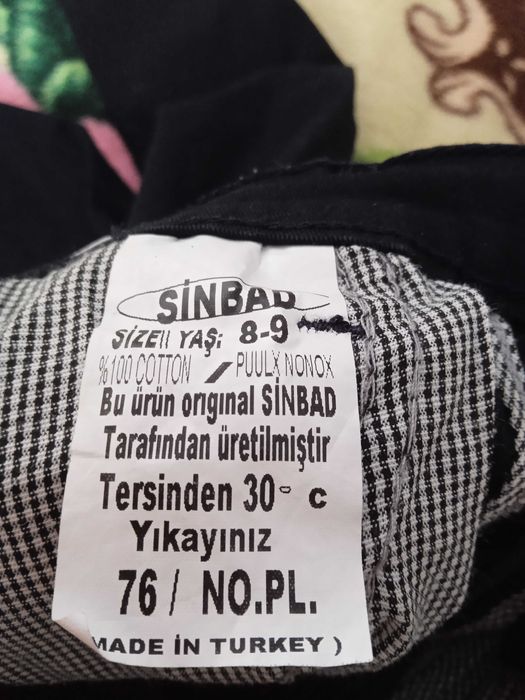 SİNBAD
SİZE|| YAŞ: 8-9
%100 COTTON / PUULX NONOX
Bu ürün orıgınal SİNBAD
Tarafından üretilmiştir
Tersinden 30- c
Yıkayınız
76 / NO.PL.
MADE İN TURKEY )